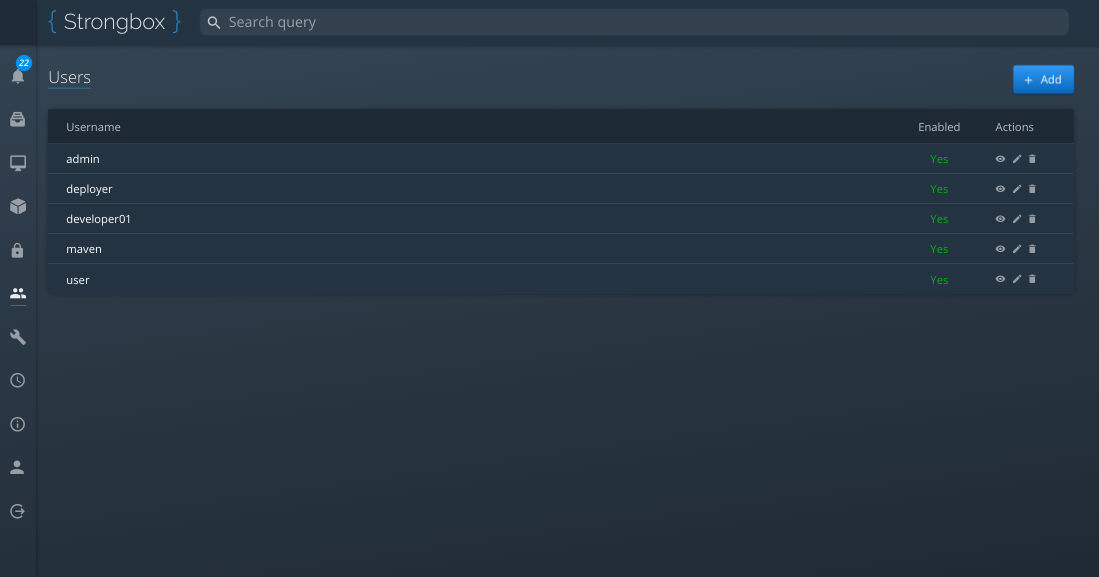 { Strongbox }
Search query
22
Users
+ Add
Username Enabled Actions
admin Yes
deployer Yes
developer01 Yes
maven Yes
user Yes